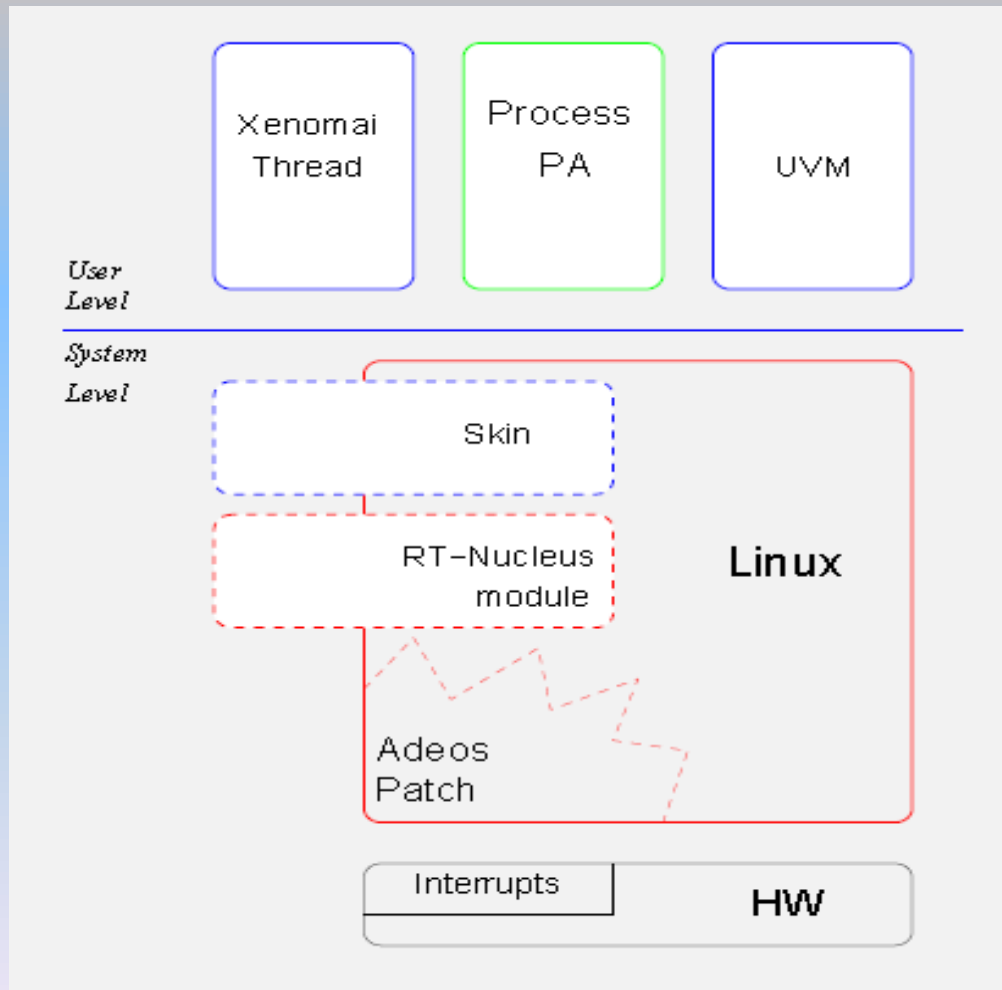 Xenomai
Thread
Process
PA
UVM
User
Level
System
Level
Skin
RT-Nucleus
module
Linux
Adeos
Patch
Interrupts
HW